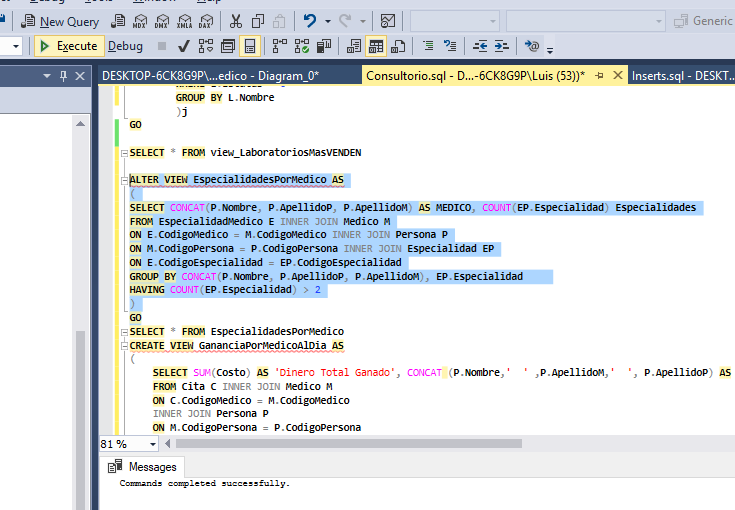 New Query MDX DMX XMLA DAX
Generic
Execute Debug
DESKTOP-6CK8G9P\...edico - Diagram_0* Consultorio.sql - D...-6CK8G9P\Luis (53))* Inserts.sql - DESKT...
GROUP BY L.Nombre
)j
GO
SELECT * FROM view_LaboratoriosMasVENDEN
ALTER VIEW EspecialidadesPorMedico AS
(
SELECT CONCAT(P.Nombre, P.ApellidoP, P.ApellidoM) AS MEDICO, COUNT(EP.Especialidad) Especialidades
FROM EspecialidadMedico E INNER JOIN Medico M
ON E.CodigoMedico = M.CodigoMedico INNER JOIN Persona P
ON M.CodigoPersona = P.CodigoPersona INNER JOIN Especialidad EP
ON E.CodigoEspecialidad = EP.CodigoEspecialidad
GROUP BY CONCAT(P.Nombre, P.ApellidoP, P.ApellidoM), EP.Especialidad
HAVING COUNT(EP.Especialidad) > 2
)
GO
SELECT * FROM EspecialidadesPorMedico
CREATE VIEW GananciaPorMedicoAlDia AS
(
SELECT SUM(Costo) AS 'Dinero Total Ganado', CONCAT (P.Nombre,'  ' ,P.ApellidoM,'  ', P.ApellidoP) AS
FROM Cita C INNER JOIN Medico M
ON C.CodigoMedico = M.CodigoMedico
INNER JOIN Persona P
ON M.CodigoPersona = P.CodigoPersona
81 %
Messages
Commands completed successfully.